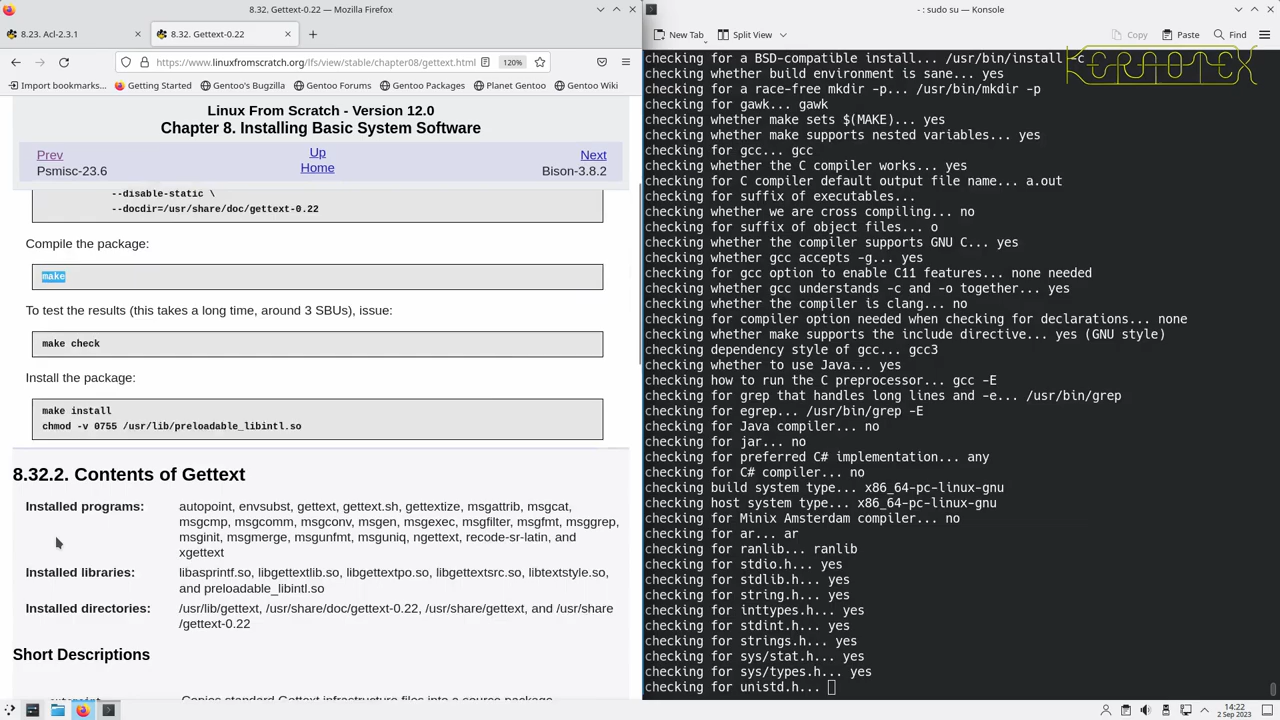 8.32. Gettext-0.22 — Mozilla Firefox
8.23. Acl-2.3.1
8.32. Gettext-0.22
https://www.linuxfromscratch.org/lfs/view/stable/chapter08/gettext.html
120%
Import bookmarks...
Getting Started
Gentoo's Bugzilla
Gentoo Forums
Gentoo Packages
Planet Gentoo
Gentoo Wiki
Linux From Scratch - Version 12.0
Chapter 8. Installing Basic System Software
Prev
Up
Next
Psmisc-23.6
Home
Bison-3.8.2
--disable-static \
--docdir=/usr/share/doc/gettext-0.22
Compile the package:
make
To test the results (this takes a long time, around 3 SBUs), issue:
make check
Install the package:
make install
chmod -v 0755 /usr/lib/preloadable_libintl.so
8.32.2. Contents of Gettext
Installed programs: autopoint, envsubst, gettext, gettext.sh, gettextize, msgattrib, msgcat,
msgcmp, msgcomm, msgconv, msgen, msgexec, msgfilter, msgfmt, msggrep,
msginit, msgmerge, msgunfmt, msguniq, ngettext, recode-sr-latin, and
xgettext
Installed libraries: libasprintf.so, libgettextlib.so, libgettextpo.so, libgettextsrc.so, libtextstyle.so,
and preloadable_libintl.so
Installed directories: /usr/lib/gettext, /usr/share/doc/gettext-0.22, /usr/share/gettext, and /usr/share
/gettext-0.22
Short Descriptions
autopoint Copies standard Gettext infrastructure files into a source package
- : sudo su — Konsole
New Tab
Split View
Copy
Paste
Find
checking for a BSD-compatible install... /usr/bin/install -c
checking whether build environment is sane... yes
checking for a race-free mkdir -p... /usr/bin/mkdir -p
checking for gawk... gawk
checking whether make sets $(MAKE)... yes
checking whether make supports nested variables... yes
checking for gcc... gcc
checking whether the C compiler works... yes
checking for C compiler default output file name... a.out
checking for suffix of executables...
checking whether we are cross compiling... no
checking for suffix of object files... o
checking whether the compiler supports GNU C... yes
checking whether gcc accepts -g... yes
checking for gcc option to enable C11 features... none needed
checking whether gcc understands -c and -o together... yes
checking whether the compiler is clang... no
checking for compiler option needed when checking for declarations... none
checking whether make supports the include directive... yes (GNU style)
checking dependency style of gcc... gcc3
checking whether to use Java... yes
checking how to run the C preprocessor... gcc -E
checking for grep that handles long lines and -e... /usr/bin/grep
checking for egrep... /usr/bin/grep -E
checking for Java compiler... no
checking for jar... no
checking for preferred C# implementation... any
checking for C# compiler... no
checking build system type... x86_64-pc-linux-gnu
checking host system type... x86_64-pc-linux-gnu
checking for Minix Amsterdam compiler... no
checking for ar... ar
checking for ranlib... ranlib
checking for stdio.h... yes
checking for stdlib.h... yes
checking for string.h... yes
checking for inttypes.h... yes
checking for stdint.h... yes
checking for strings.h... yes
checking for sys/stat.h... yes
checking for sys/types.h... yes
checking for unistd.h...
14:22
2 Sep 2023